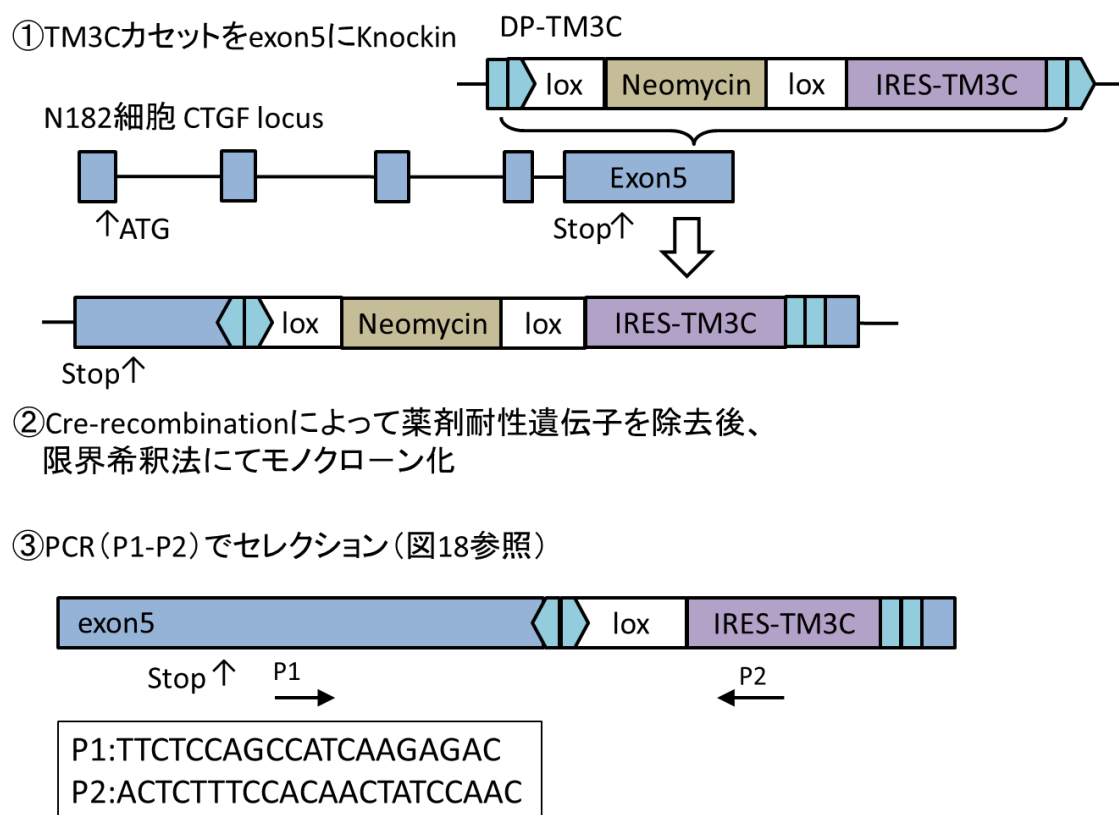 ①TM3Cカセットをexon5にKnockin
DP-TM3C
lox Neomycin lox IRES-TM3C
N182細胞 CTGF locus
Exon5
↑ATG
Stop↑
lox Neomycin lox IRES-TM3C
Stop↑
②Cre-recombinationによって薬剤耐性遺伝子を除去後、
限界希釈法にてモノクローン化
③PCR(P1-P2)でセレクション(図18参照)
exon5 lox IRES-TM3C
Stop↑ P1 P2
P1:TTCTCCAGCCATCAAGAGAC
P2:ACTCTTTCCACAACTATCCAAC